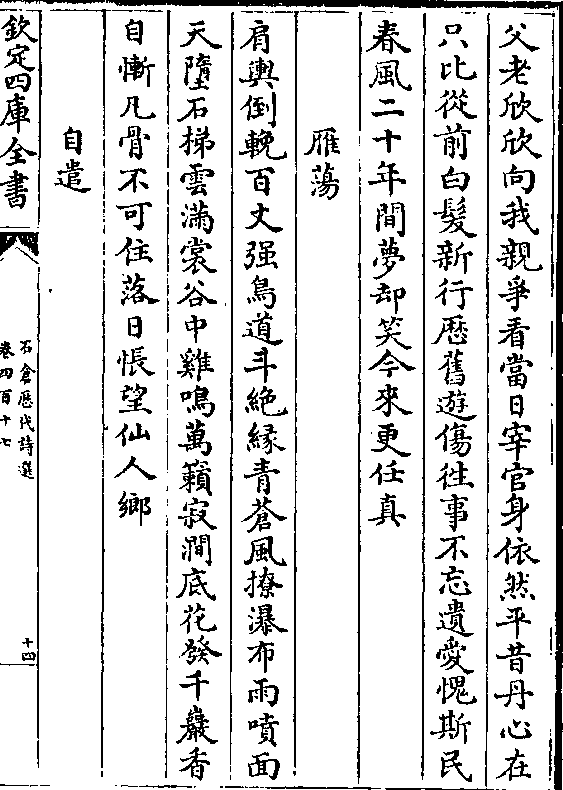 父老欣欣向我親爭看當日宰官身依然平昔丹心在
只比從前白髮新行歴舊遊傷徃事不忘遺愛愧斯民
春風二十年間夢却笑今來更任真
雁蕩
肩輿倒輓百丈强鳥道斗絶緣青蒼風撩瀑布雨噴面
天墮石梯雲滿裳谷中雞鳴萬籟寂澗底花發千巖香
自慚凡骨不可住落日悵望仙人鄉
自遣
欽定四庫全書
石倉歴代詩選
卷四百十七
十四